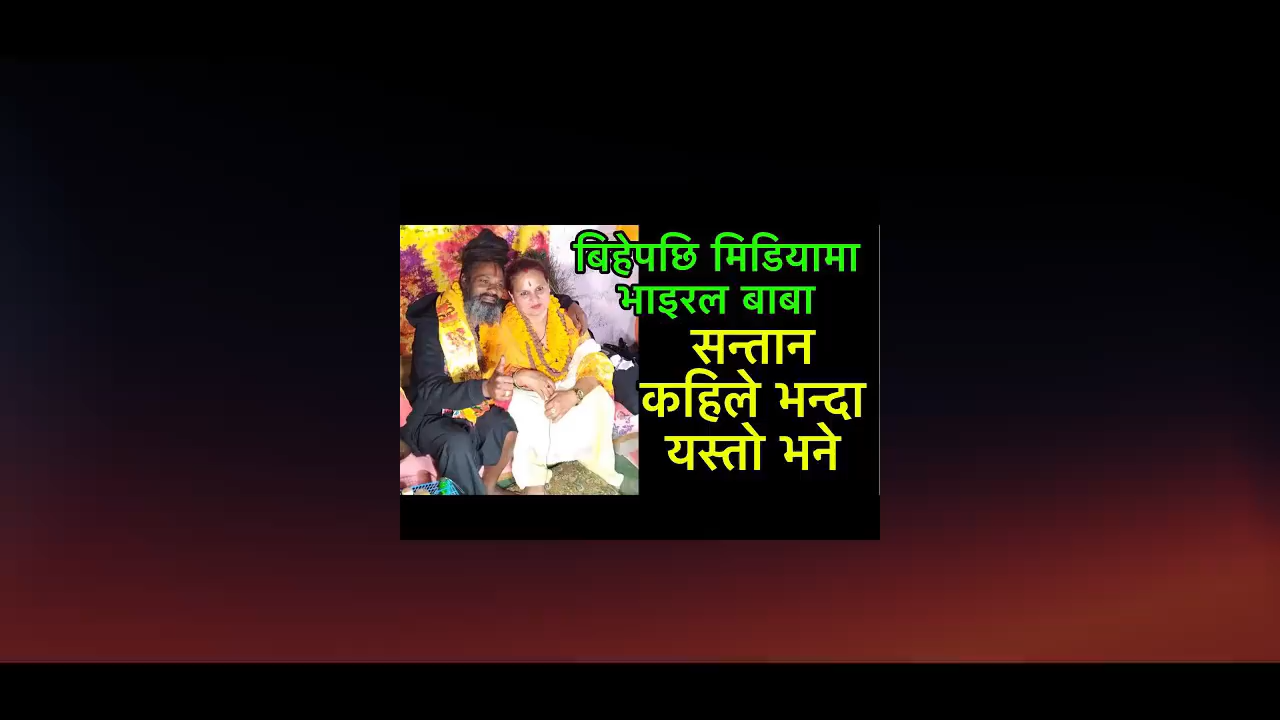 बिहेपछि मिडियामा
भाइरल बाबा
सन्तान
कहिले भन्दा
यस्तो भने